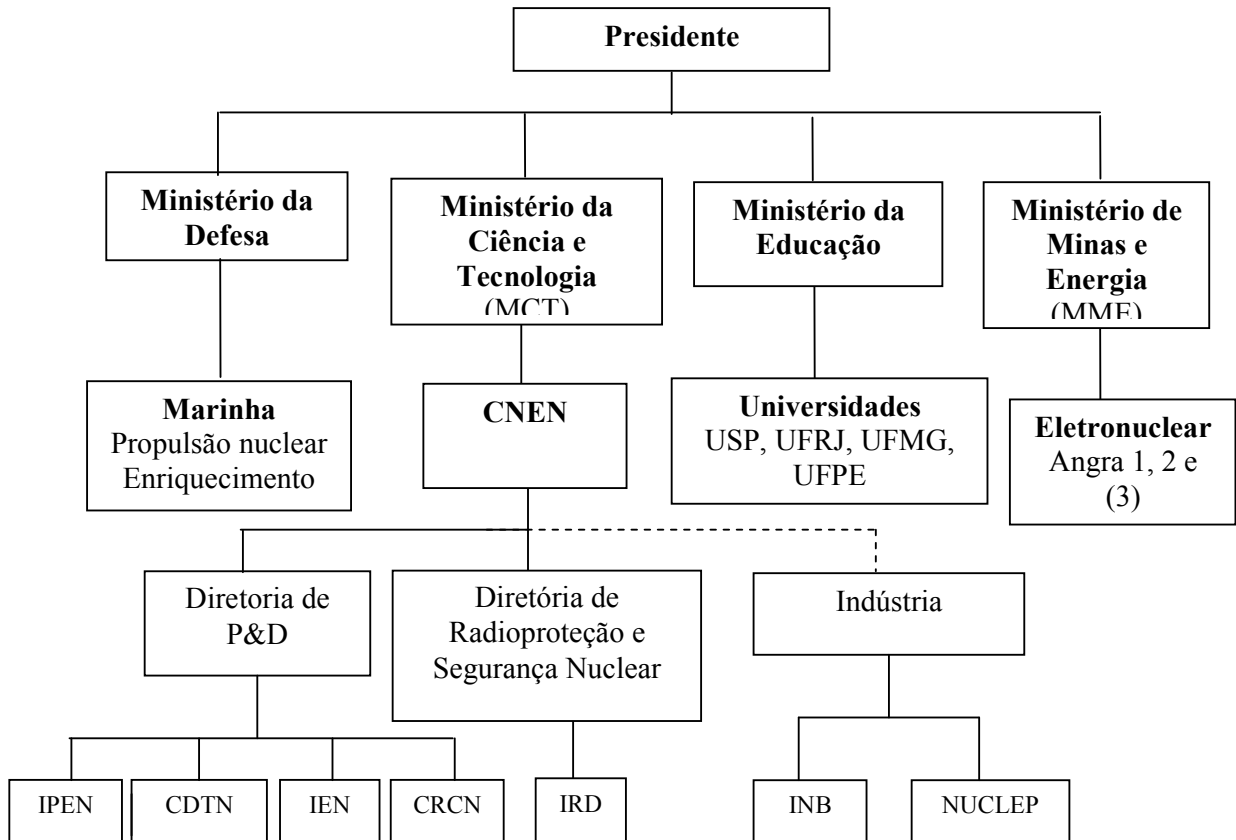 Presidente
Ministério da
Defesa
Ministério da
Ciência e
Tecnologia
(MCT)
Ministério da
Educação
Ministério de
Minas e
Energia
(MME)
Marinha
Propulsão nuclear
Enriquecimento
CNEN
Universidades
USP, UFRJ, UFMG,
UFPE
Eletronuclear
Angra 1, 2 e
(3)
Diretoria de
P&D
Diretória de
Radioproteção e
Segurança Nuclear
Indústria
IPEN
CDTN
IEN
CRCN
IRD
INB
NUCLEP